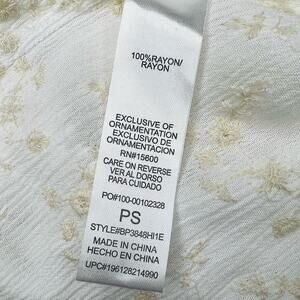 100%RAYON/
RAYON
EXCLUSIVE OF
ORNAMENTATION
EXCLUSIVO DE
ORNAMENTACION
RN#15600
CARE ON REVERSE
VER AL DORSO
PARA CUIDADO
PO#100-00102328
PS
STYLE#BP3848HI1E
MADE IN CHINA
HECHO EN CHINA
UPC#196128214990